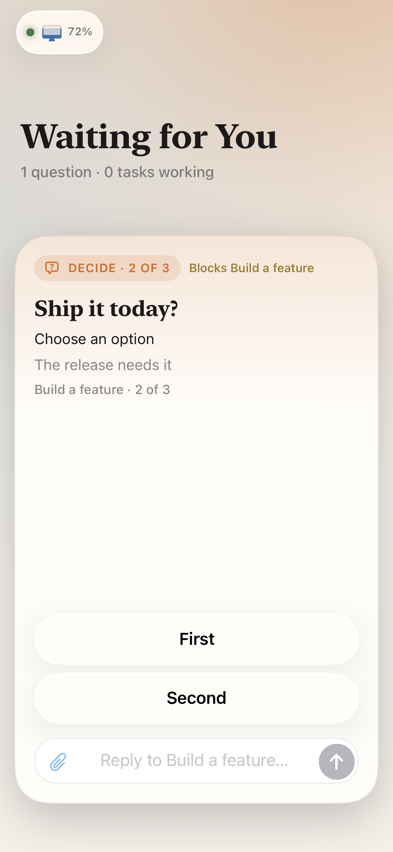 72%
Waiting for You
1 question · 0 tasks working
DECIDE · 2 OF 3 Blocks Build a feature
Ship it today?
Choose an option
The release needs it
Build a feature · 2 of 3
First
Second
Reply to Build a feature...